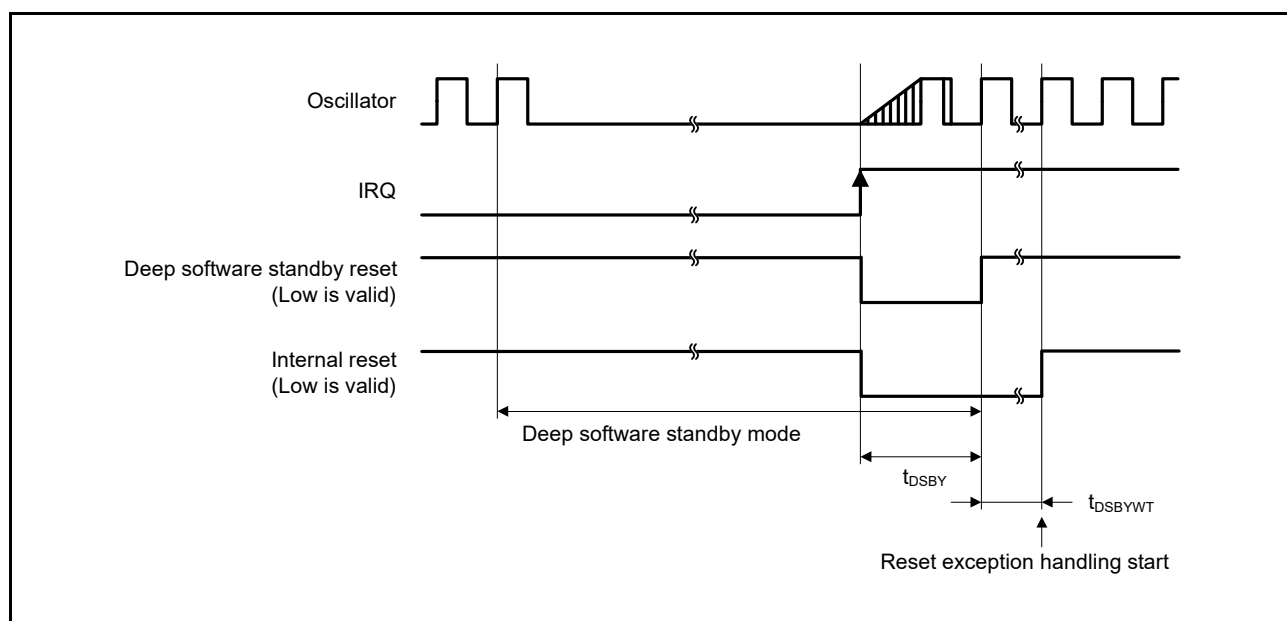 Oscillator
IRQ
Deep software standby reset
(Low is valid)
Internal reset
(Low is valid)
Deep software standby mode
tDSBY
tDSBYWT
Reset exception handling start